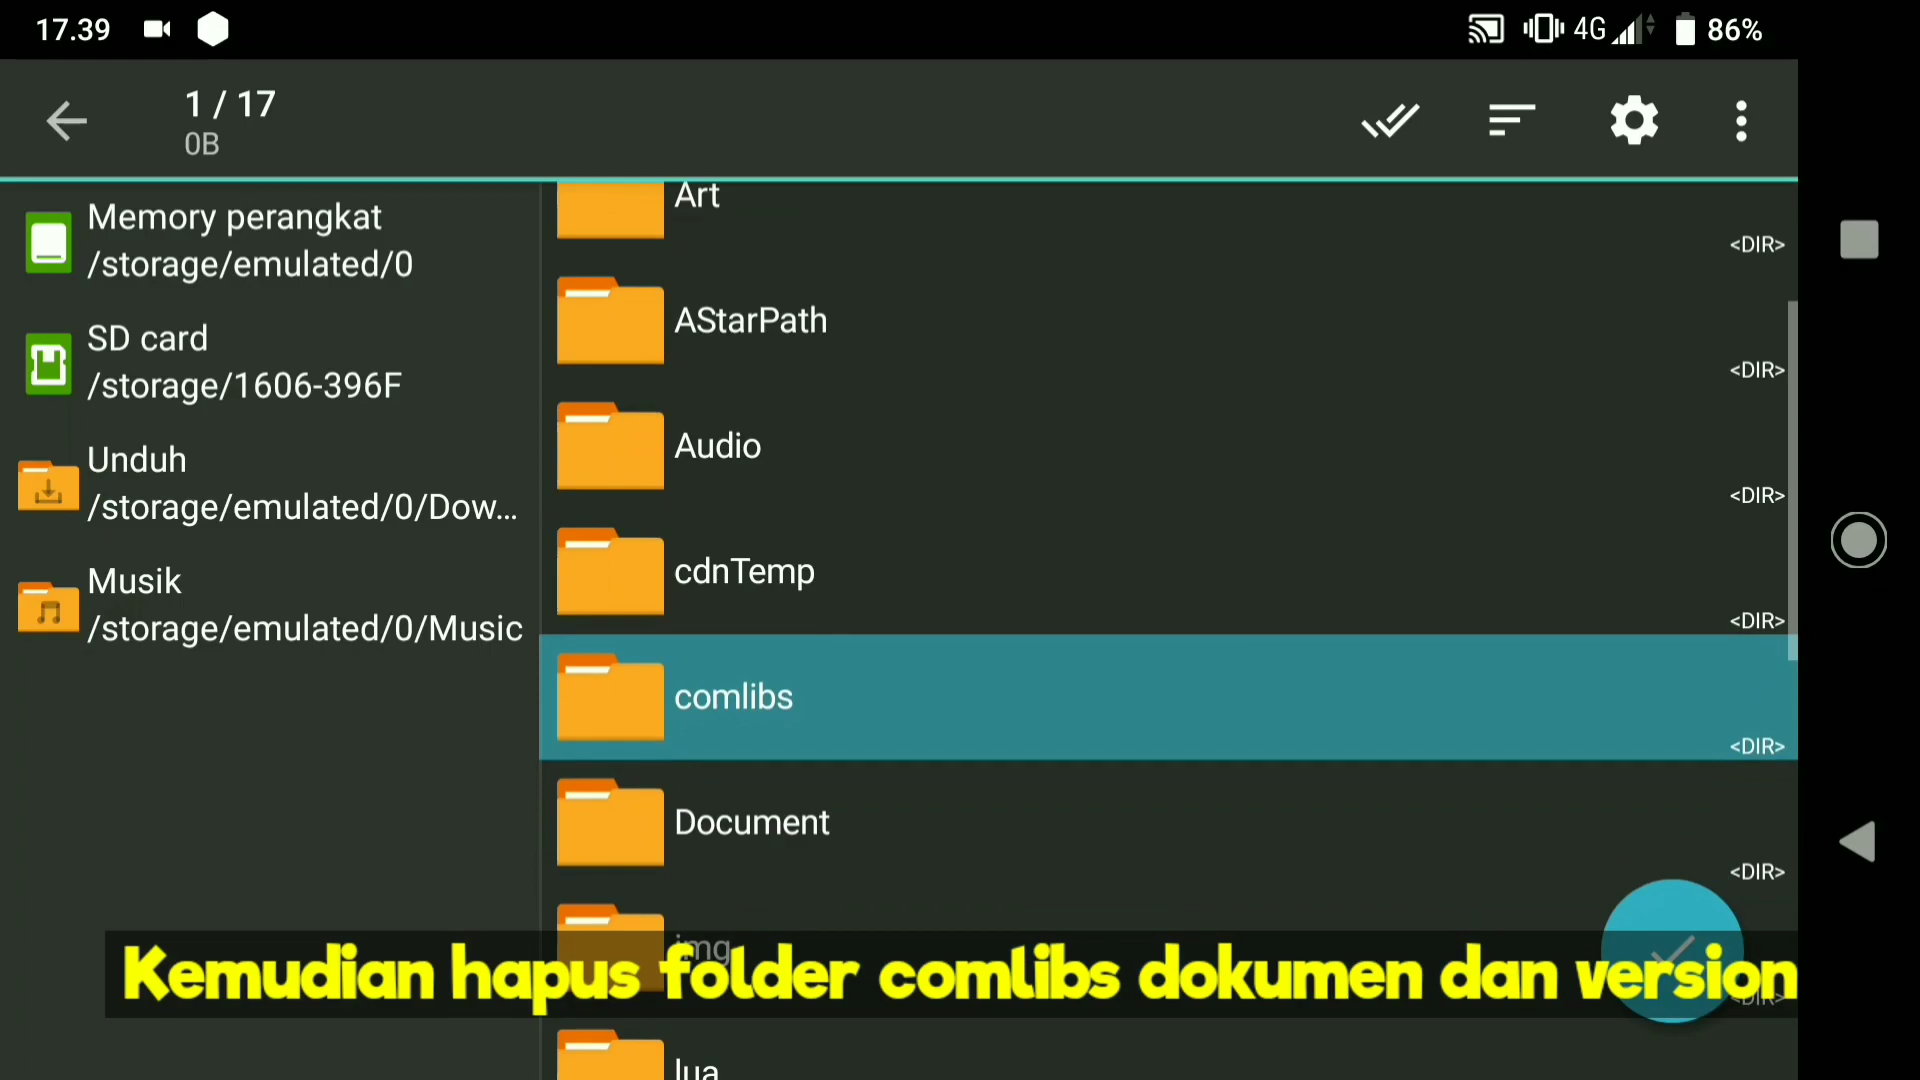 17.39
4G
86%
1 / 17
0B
Memory perangkat
/storage/emulated/0
SD card
/storage/1606-396F
Unduh
/storage/emulated/0/Dow...
Musik
/storage/emulated/0/Music
Art
<DIR>
AStarPath
<DIR>
Audio
<DIR>
cdnTemp
<DIR>
comlibs
<DIR>
Document
<DIR>
img
<DIR>
Kemudian hapus folder comlibs dokumen dan version
lua